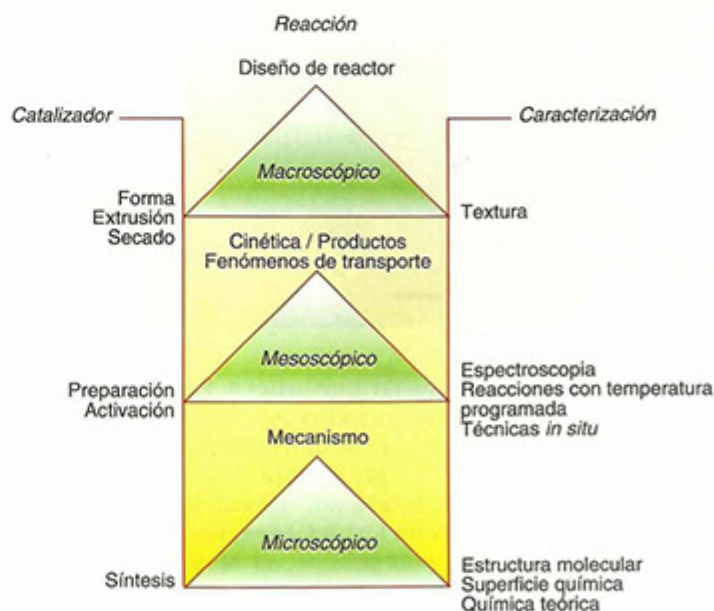 Reacción
Diseño de reactor
Catalizador
Caracterización
Macroscópico
Forma
Extrusión
Secado
Textura
Cinética / Productos
Fenómenos de transporte
Mesoscópico
Preparación
Activación
Espectroscopia
Reacciones con temperatura
programada
Técnicas in situ
Mecanismo
Microscópico
Síntesis
Estructura molecular
Superficie química
Química teórica